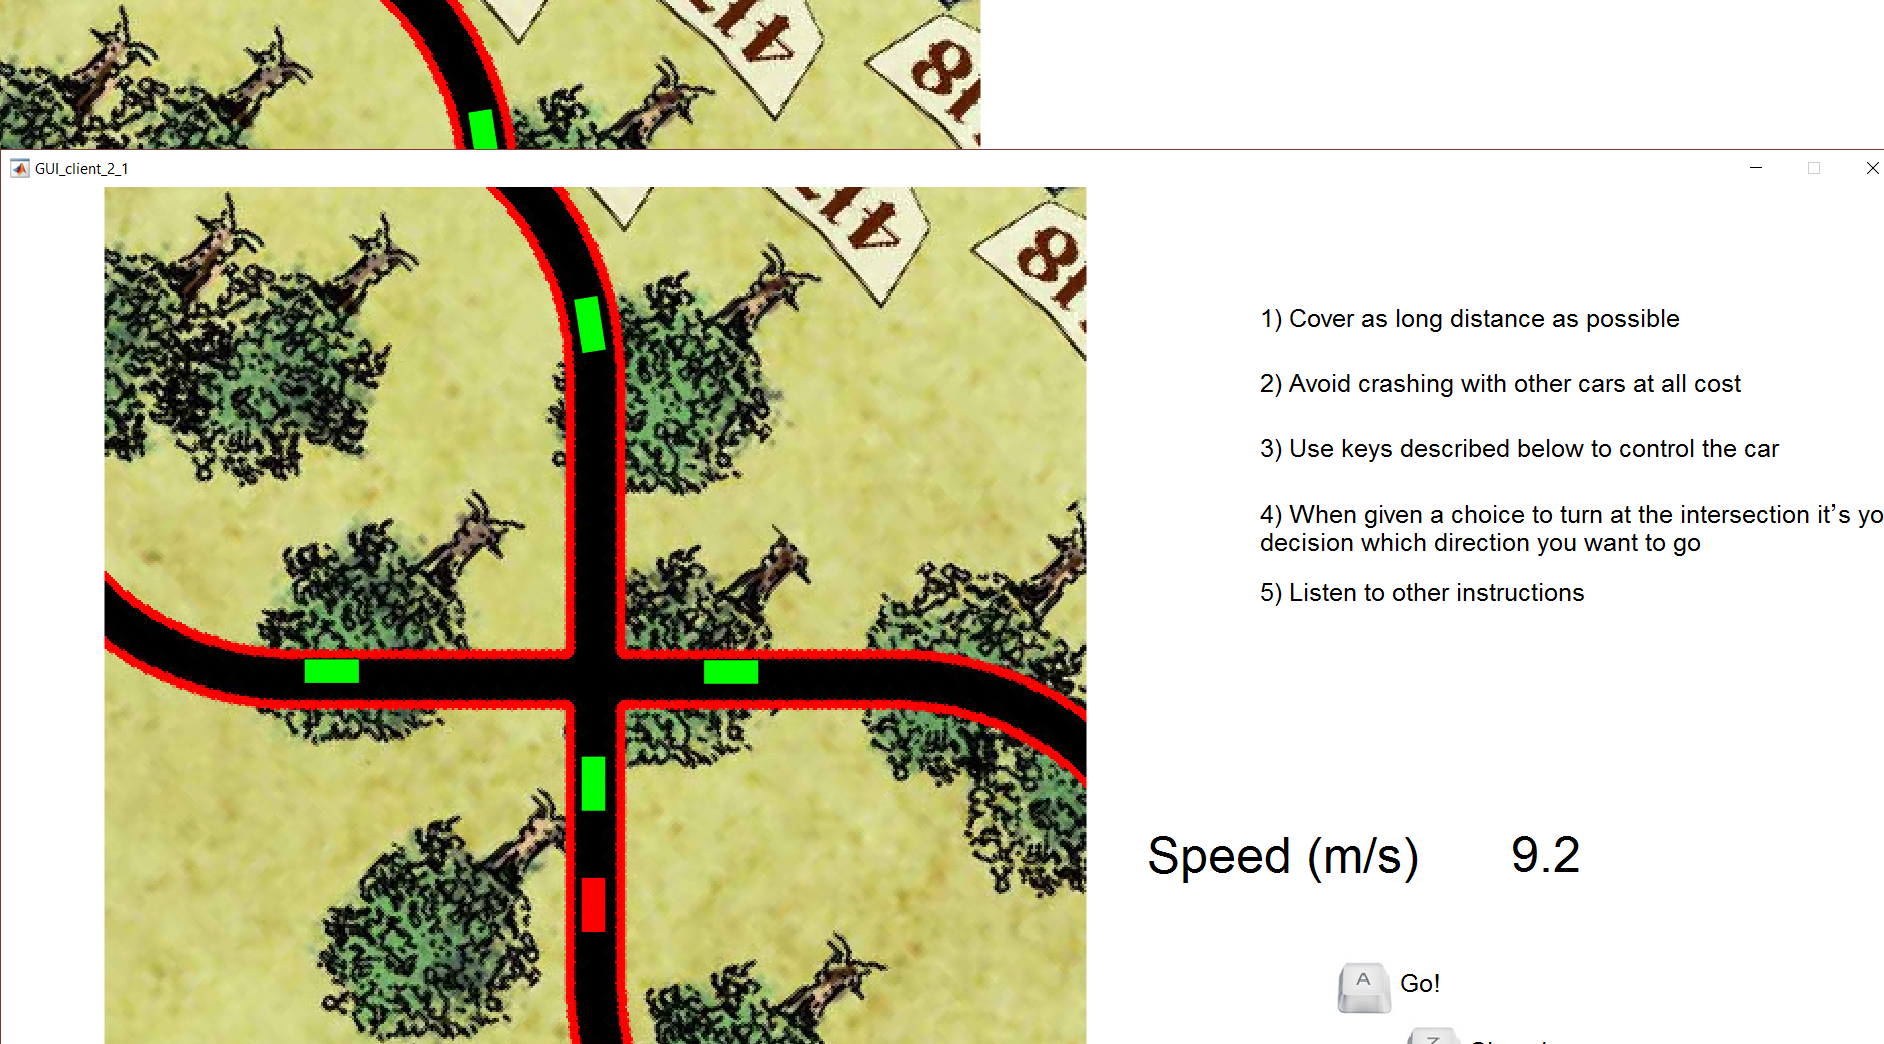 GUI_client_2_1
1) Cover as long distance as possible
2) Avoid crashing with other cars at all cost
3) Use keys described below to control the car
4) When given a choice to turn at the intersection it's yo
decision which direction you want to go
5) Listen to other instructions
Speed (m/s) 9.2
A Go!